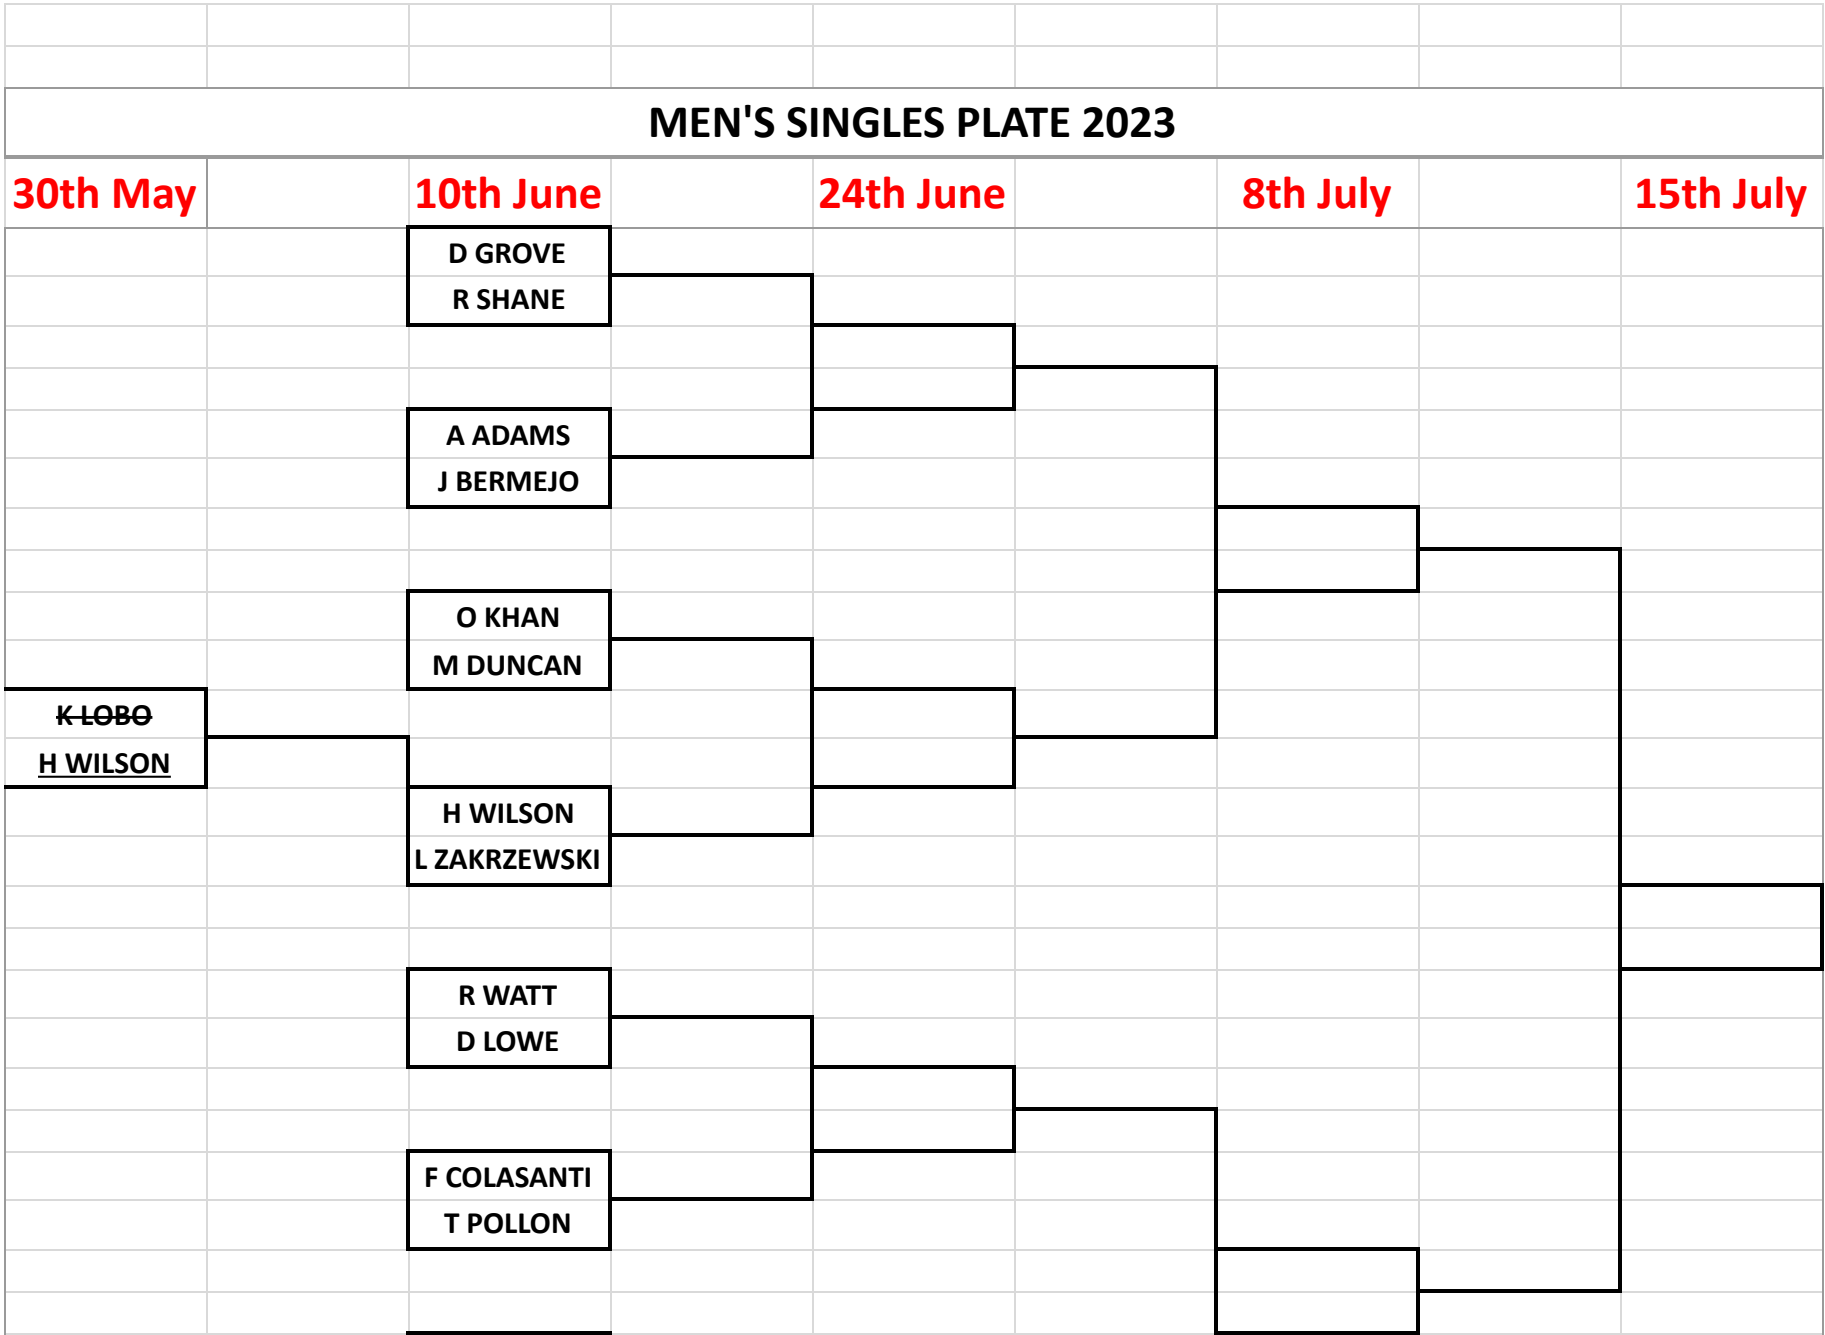 MEN'S SINGLES PLATE 2023
30th May 10th June 24th June 8th July 15th July
D GROVE
R SHANE
A ADAMS
J BERMEJO
O KHAN
M DUNCAN
K LOBO
H WILSON
H WILSON
L ZAKRZEWSKI
R WATT
D LOWE
F COLASANTI
T POLLON